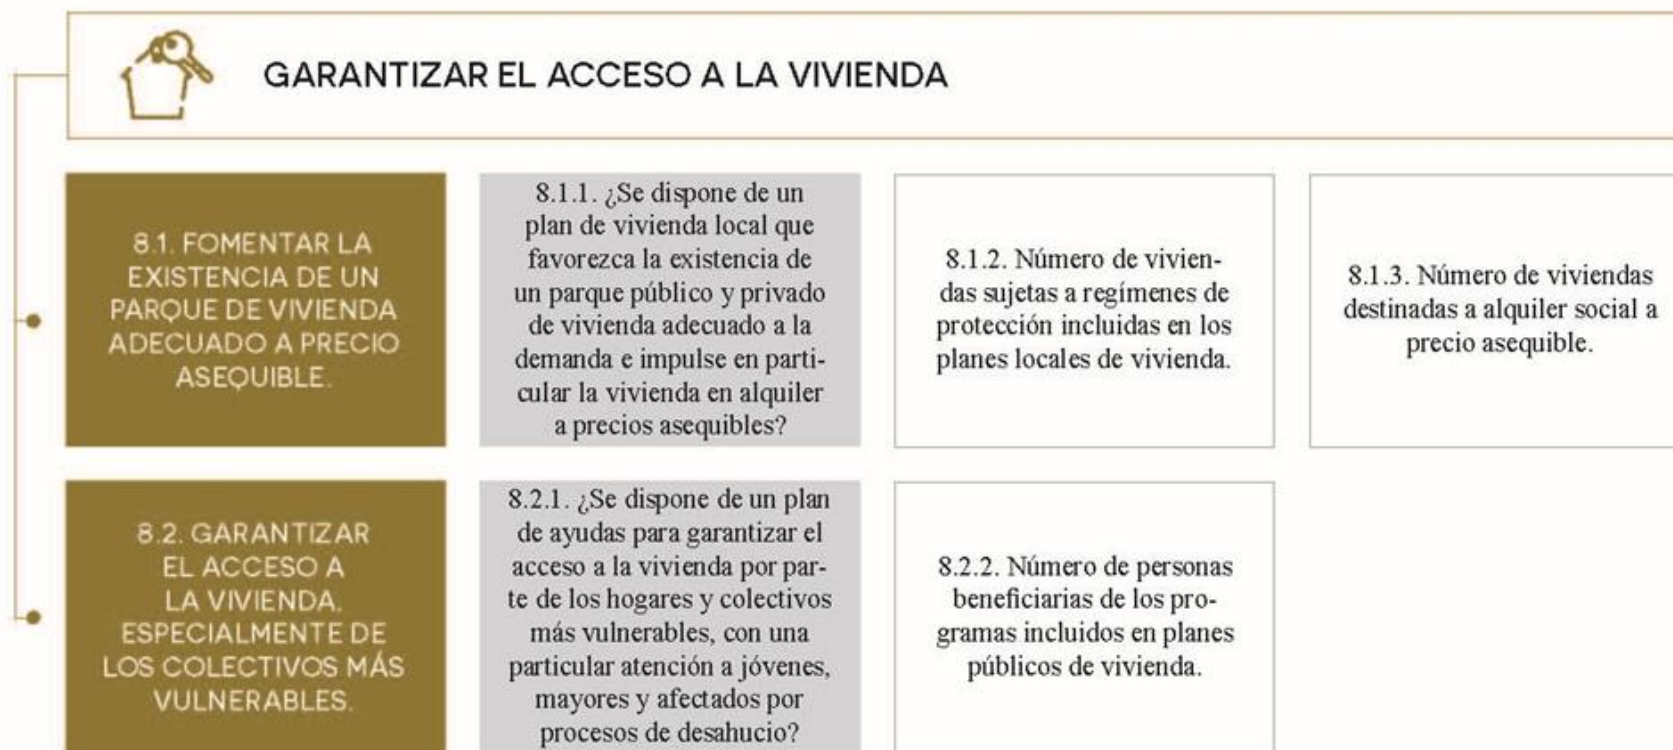 GARANTIZAR EL ACCESO A LA VIVIENDA
8.1. FOMENTAR LA
EXISTENCIA DE UN
PARQUE DE VIVIENDA
ADECUADO A PRECIO
ASEQUIBLE.
8.1.1. ¿Se dispone de un
plan de vivienda local que
favorezca la existencia de
un parque público y privado
de vivienda adecuado a la
demanda e impulse en parti-
cular la vivienda en alquiler
a precios asequibles?
8.1.2. Número de vivien-
das sujetas a regímenes de
protección incluidas en los
planes locales de vivienda.
8.1.3. Número de viviendas
destinadas a alquiler social a
precio asequible.
8.2. GARANTIZAR
EL ACCESO A
LA VIVIENDA,
ESPECIALMENTE DE
LOS COLECTIVOS MÁS
VULNERABLES.
8.2.1. ¿Se dispone de un plan
de ayudas para garantizar el
acceso a la vivienda por par-
te de los hogares y colectivos
más vulnerables, con una
particular atención a jóvenes,
mayores y afectados por
procesos de desahucio?
8.2.2. Número de personas
beneficiarias de los pro-
gramas incluidos en planes
públicos de vivienda.